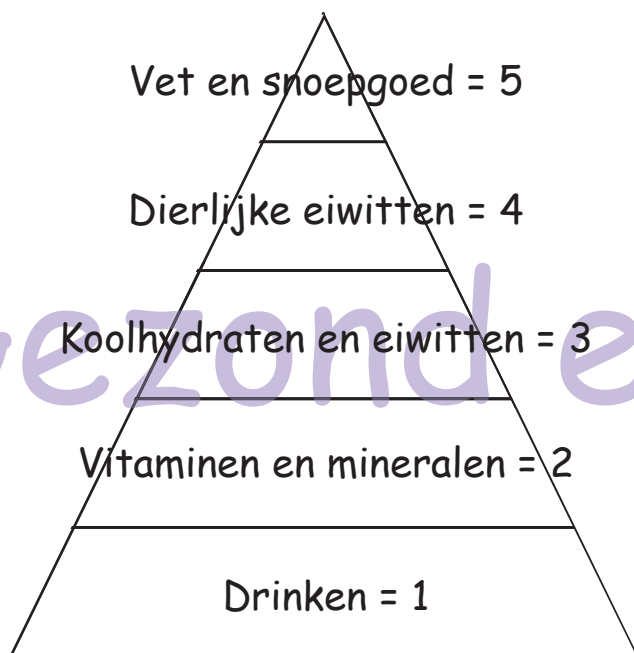 Vet en snoepgoed = 5
Dierlijke eiwitten = 4
ezond e
Koolhydraten en eiwitten = 3
Vitaminen en mineralen = 2
Drinken = 1